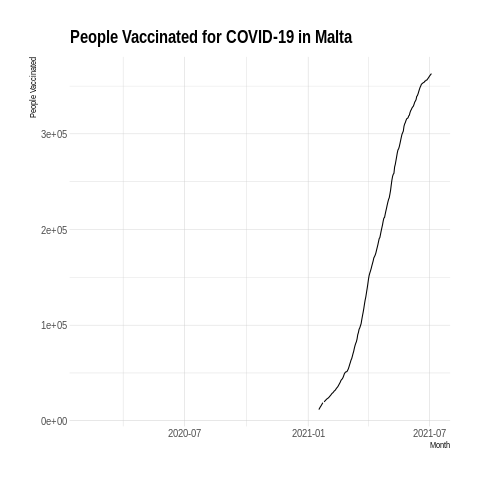 People Vaccinated for COVID-19 in Malta
People Vaccinated
3e+05
2e+05
1e+05
0e+00
2020-07
2021-01
2021-07
Month